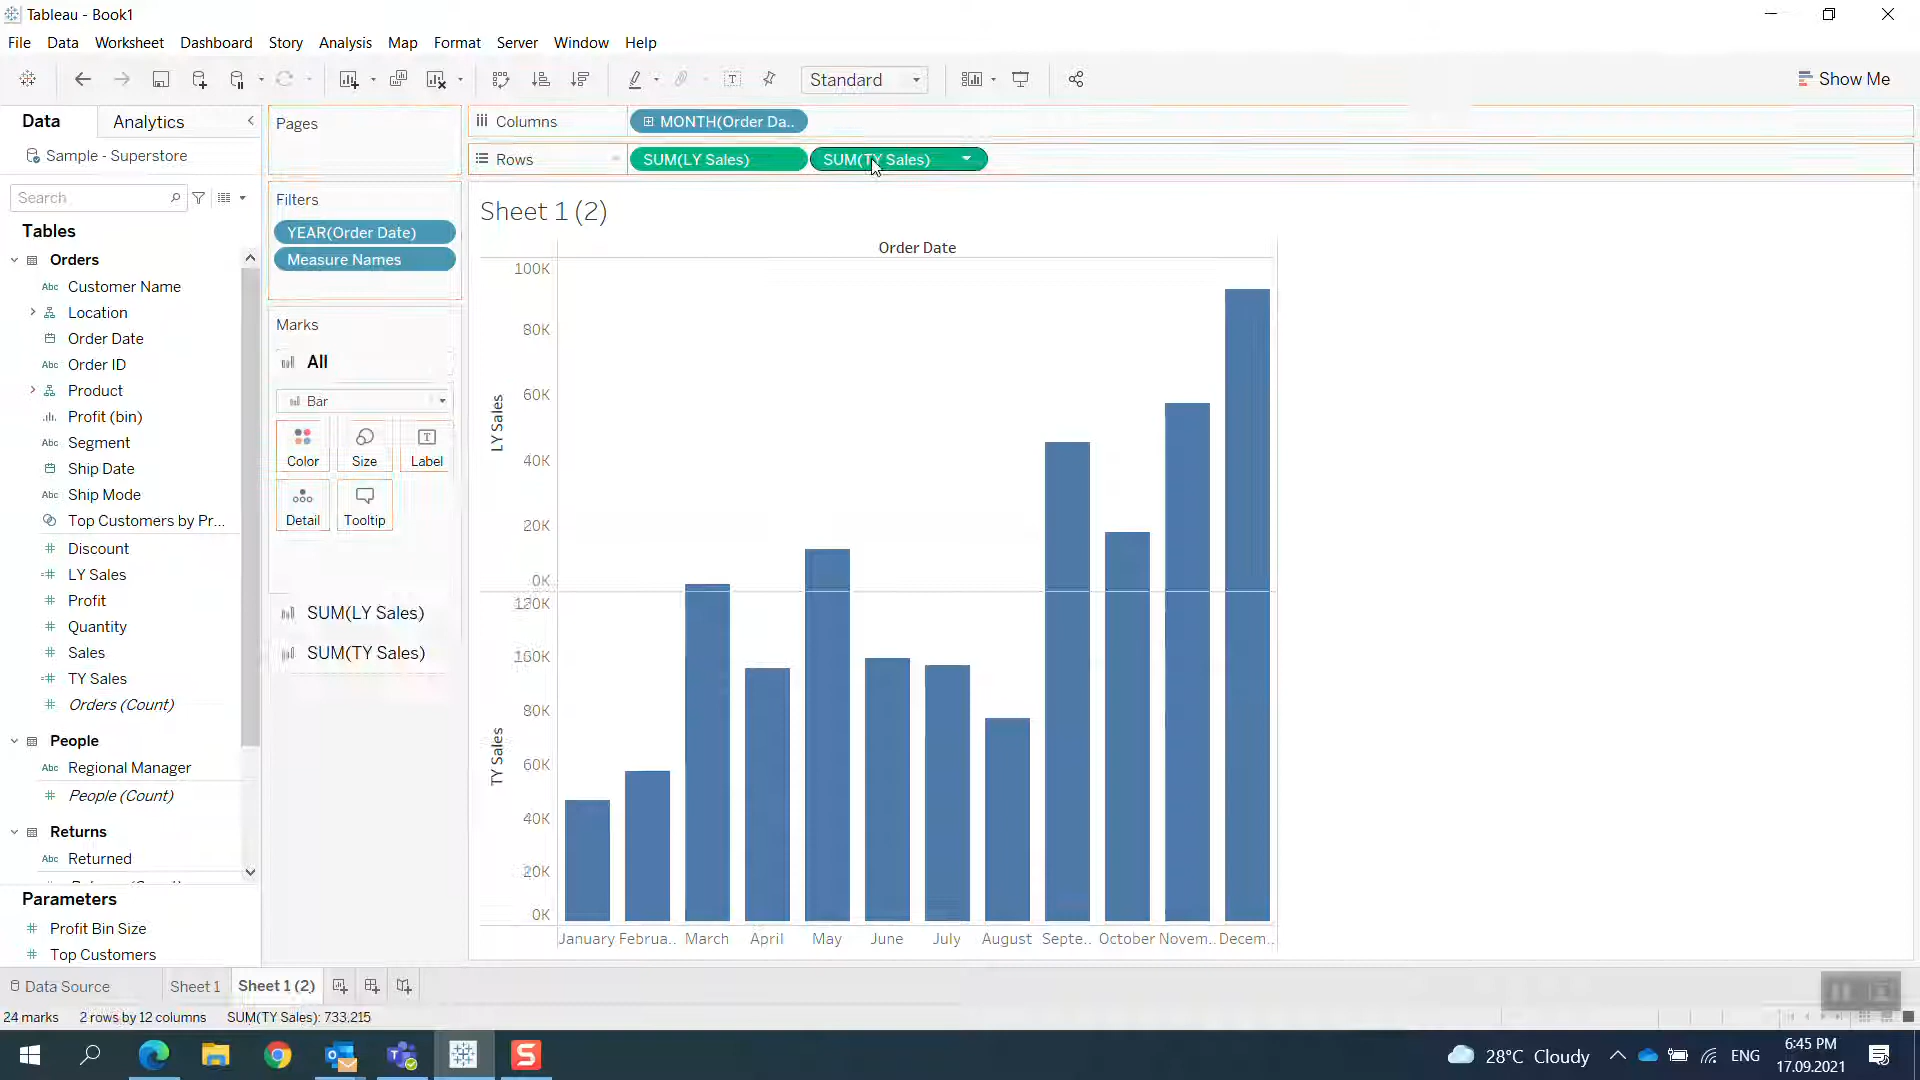 Tableau - Book1
File Data Worksheet Dashboard Story Analysis Map Format Server Window Help
Standard
Show Me
Data Analytics
Sample - Superstore
Search
Tables
Orders
Customer Name
Location
Order Date
Order ID
Product
Profit (bin)
Segment
Ship Date
Ship Mode
Top Customers by Pr...
Discount
LY Sales
Profit
Quantity
Sales
TY Sales
Orders (Count)
People
Regional Manager
People (Count)
Returns
Returned
Parameters
Profit Bin Size
Top Customers
Pages
Filters
YEAR(Order Date)
Measure Names
Marks
All
Bar
Color Size Label
Detail Tooltip
SUM(LY Sales)
SUM(TY Sales)
Columns MONTH(Order Da..
Rows SUM(LY Sales) SUM(TY Sales)
Sheet 1 (2)
Order Date
LY Sales
100K
80K
60K
40K
20K
0K
TY Sales
80K
60K
40K
20K
0K
January Februa.. March April May June July August Septe.. October Novem.. Decem..
Data Source Sheet 1 Sheet 1 (2)
24 marks 2 rows by 12 columns SUM(TY Sales): 733,215
28°C Cloudy ENG
6:45 PM
17.09.2021